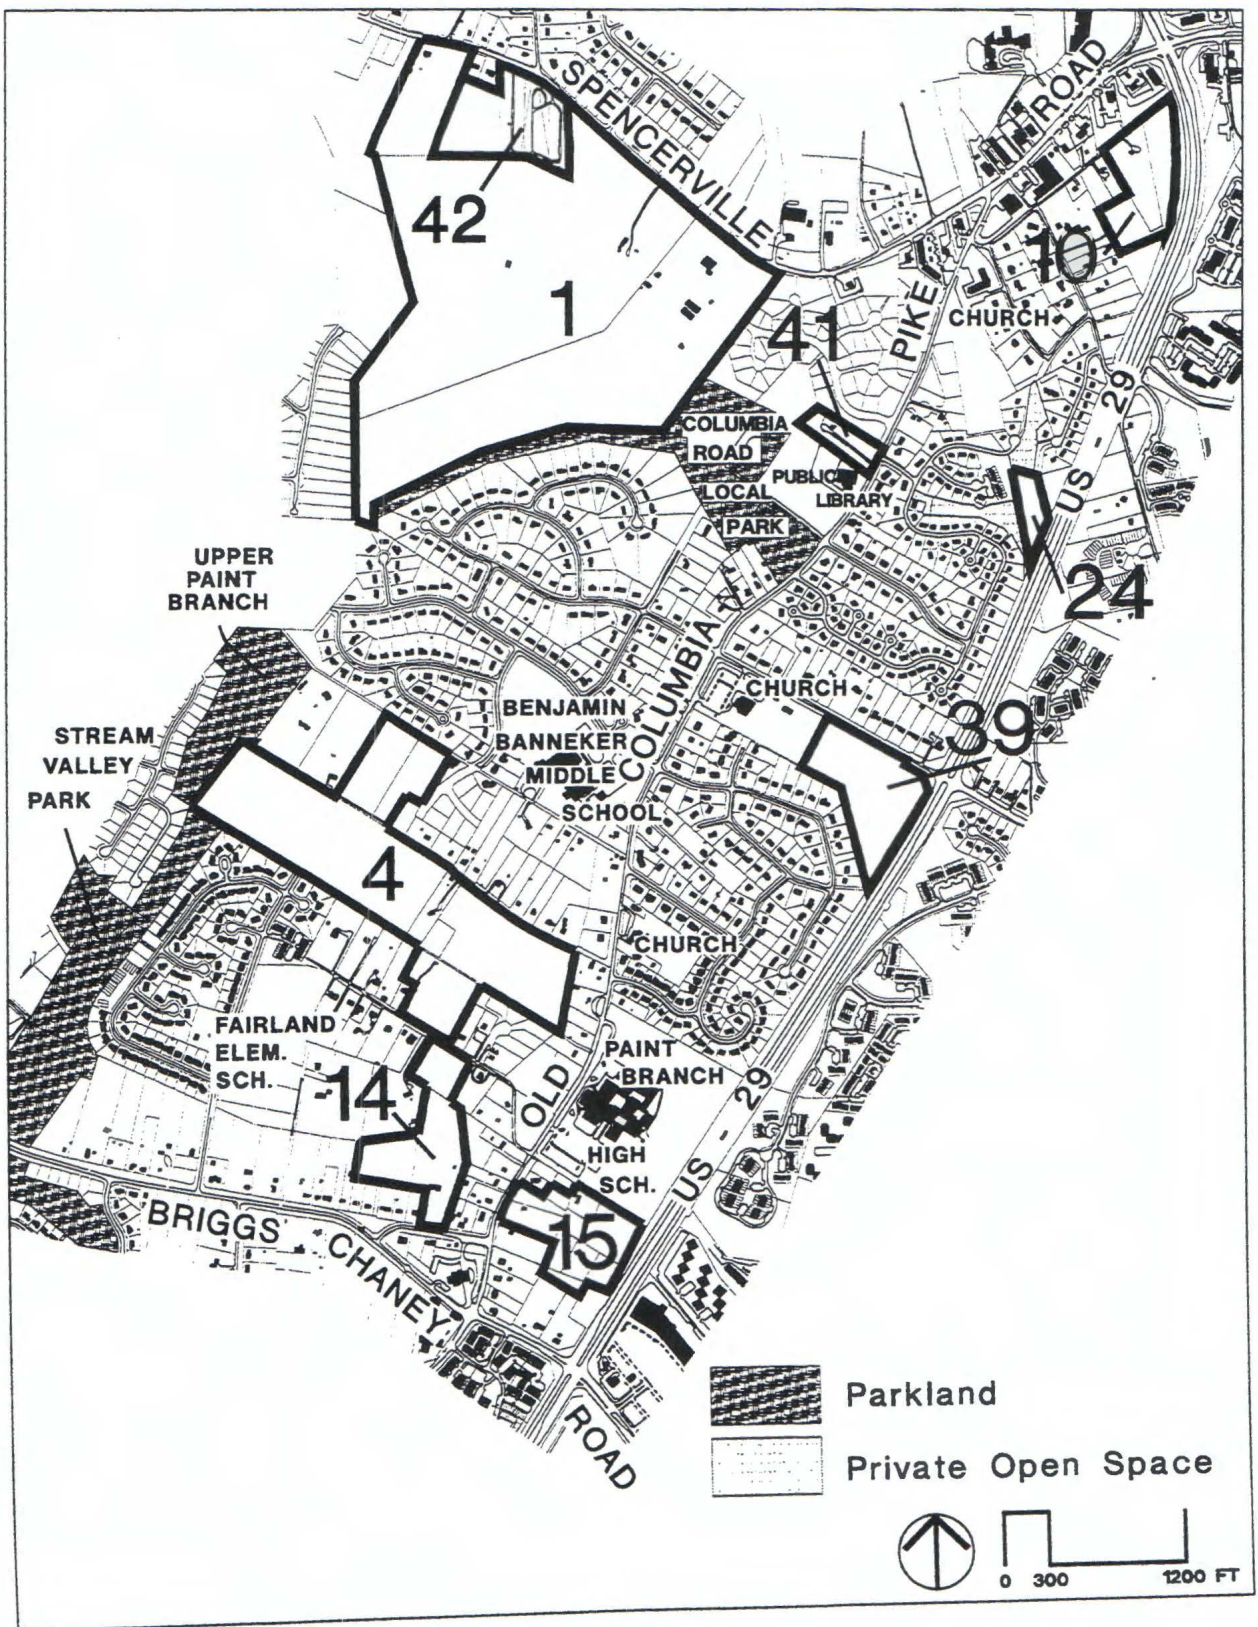 SPENCERVILLE
ROAD
42
1
10
41
PIKE
CHURCH
29
US
COLUMBIA
ROAD
LOCAL
PARK
PUBLIC
LIBRARY
24
UPPER
PAINT
BRANCH
STREAM
VALLEY
PARK
CHURCH
39
BENJAMIN
BANNEKER
MIDDLE
SCHOOL
COLUMBIA
4
CHURCH
FAIRLAND
ELEM.
SCH.
14
OLD
PAINT
BRANCH
HIGH
SCH.
29
US
15
BRIGGS
CHANEY
ROAD
Parkland
Private Open Space
0 300 1200 FT